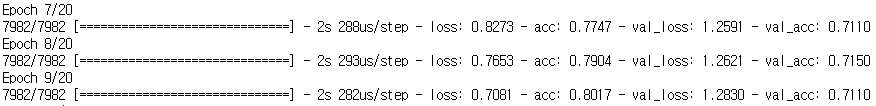 Epoch 7/20
7982/7982 [==============================] - 2s 288us/step - loss: 0.8273 - acc: 0.7747 - val_loss: 1.2591 - val_acc: 0.7110
Epoch 8/20
7982/7982 [==============================] - 2s 293us/step - loss: 0.7653 - acc: 0.7904 - val_loss: 1.2621 - val_acc: 0.7150
Epoch 9/20
7982/7982 [==============================] - 2s 282us/step - loss: 0.7081 - acc: 0.8017 - val_loss: 1.2830 - val_acc: 0.7110